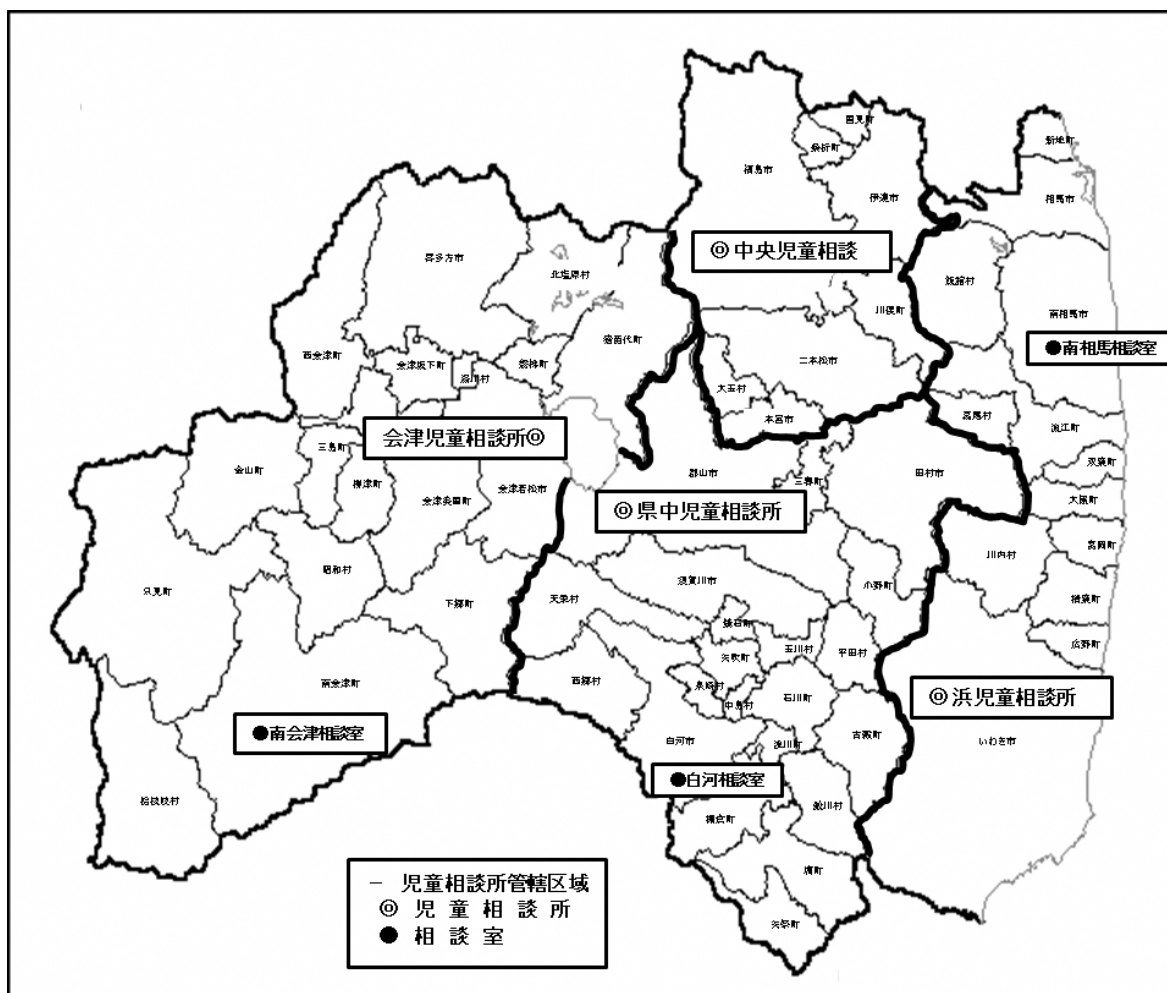 国見町
桑折町
新地町
福島市
伊達市
相馬市
◎中央児童相談
喜多方市
北塩原村
飯舘村
川俣町
南相馬市
●南相馬相談室
猪苗代町
二本松市
西会津町
会津坂下町
湯川村
磐梯町
大玉村
本宮市
葛尾村
浪江町
会津児童相談所◎
三島町
金山町
柳津町
会津美里町
会津若松市
郡山市
三春町
田村市
双葉町
大熊町
◎県中児童相談所
富岡町
川内村
只見町
昭和村
下郷町
須賀川市
小野町
天栄村
楢葉町
鏡石町
玉川村
平田村
広野町
矢吹町
西郷村
泉崎村
中島村
石川町
南会津町
◎浜児童相談所
●南会津相談室
白河市
浅川町
古殿町
いわき市
●白河相談室
檜枝岐村
棚倉町
鮫川村
塙町
矢祭町
− 児童相談所管轄区域
◎ 児童相談所
● 相談室